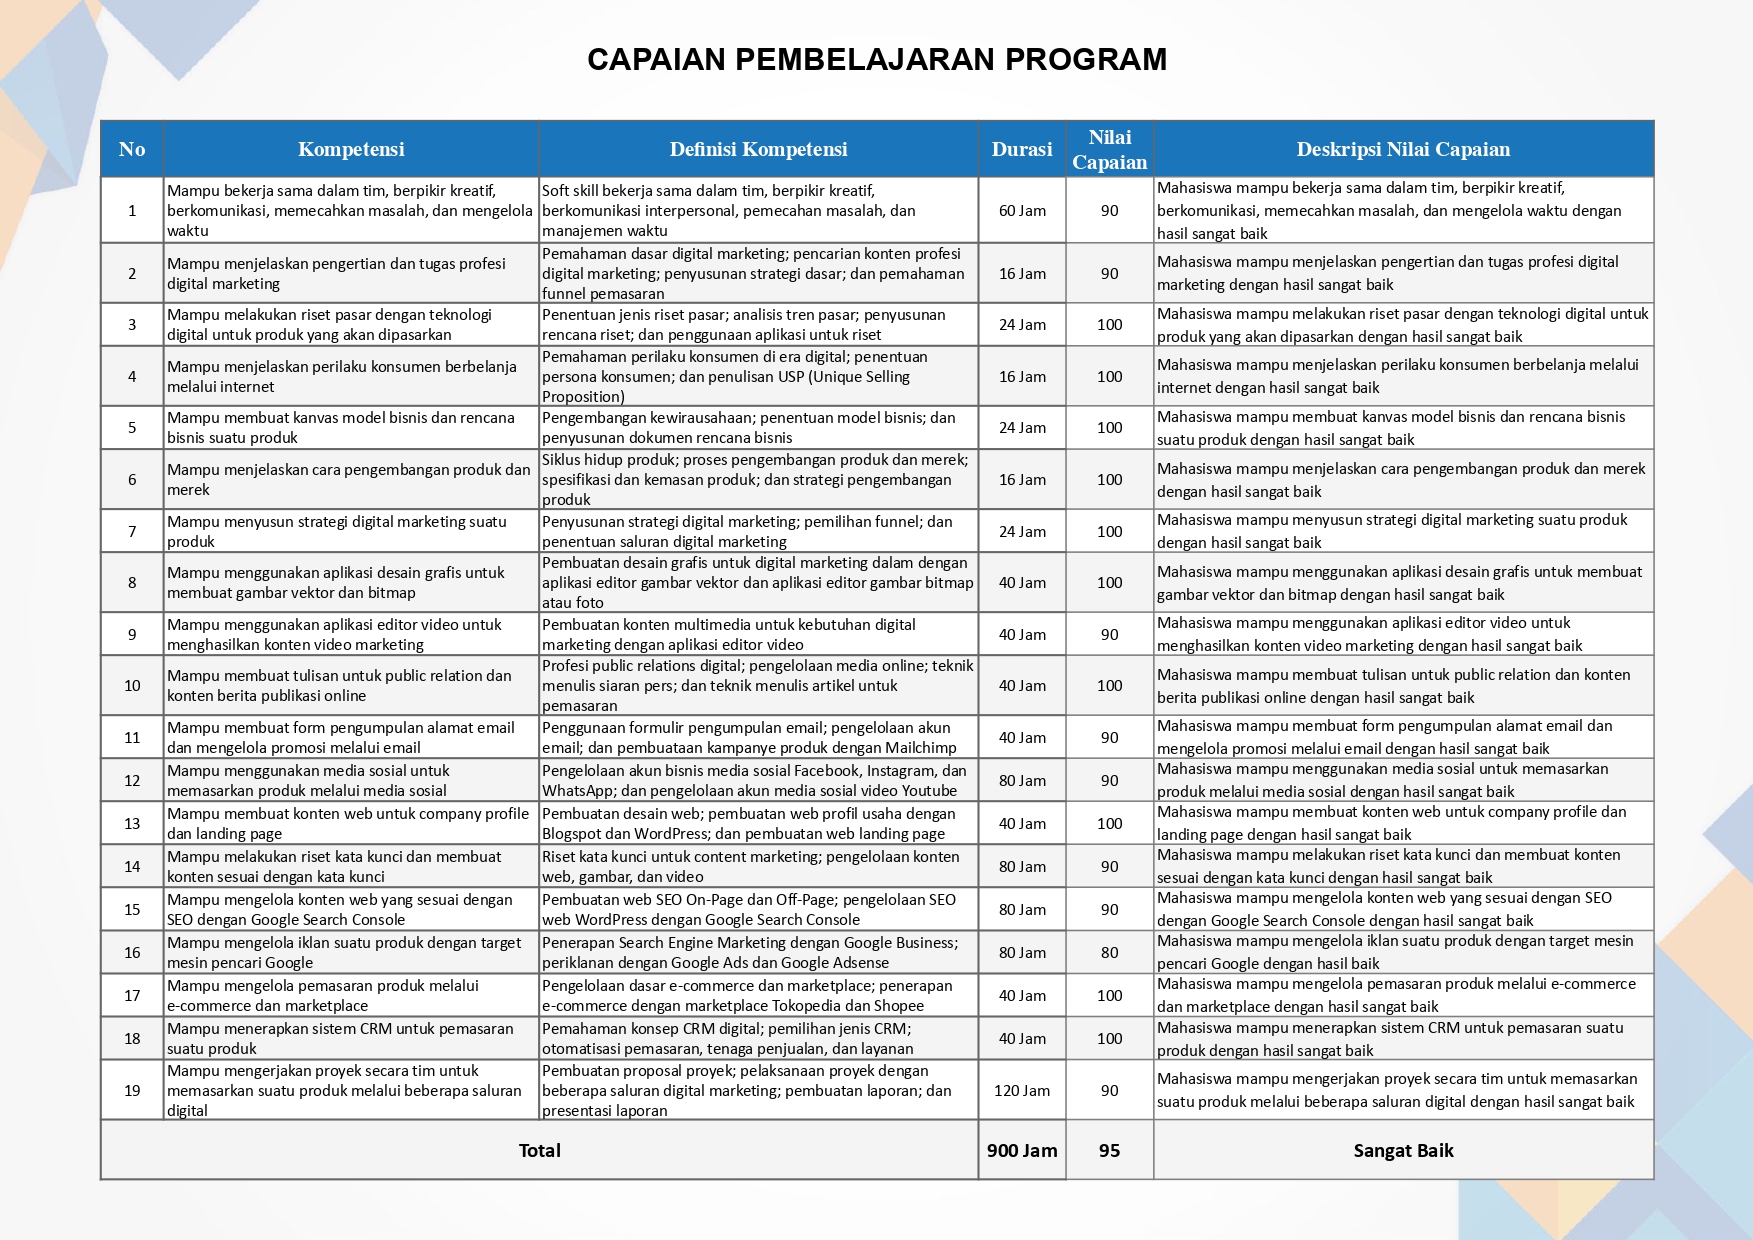 CAPAIAN PEMBELAJARAN PROGRAM
No
Kompetensi
Definisi Kompetensi
Durasi
Nilai
Capaian
Deskripsi Nilai Capaian
1
Mampu bekerja sama dalam tim, berpikir kreatif,
berkomunikasi, memecahkan masalah, dan mengelola
waktu
Soft skill bekerja sama dalam tim, berpikir kreatif,
berkomunikasi interpersonal, pemecahan masalah, dan
manajemen waktu
60 Jam
90
Mahasiswa mampu bekerja sama dalam tim, berpikir kreatif,
berkomunikasi, memecahkan masalah, dan mengelola waktu dengan
hasil sangat baik
2
Mampu menjelaskan pengertian dan tugas profesi
digital marketing
Pemahaman dasar digital marketing; pencarian konten profesi
digital marketing; penyusunan strategi dasar; dan pemahaman
funnel pemasaran
16 Jam
90
Mahasiswa mampu menjelaskan pengertian dan tugas profesi digital
marketing dengan hasil sangat baik
3
Mampu melakukan riset pasar dengan teknologi
digital untuk produk yang akan dipasarkan
Penentuan jenis riset pasar; analisis tren pasar; penyusunan
rencana riset; dan penggunaan aplikasi untuk riset
24 Jam
100
Mahasiswa mampu melakukan riset pasar dengan teknologi digital untuk
produk yang akan dipasarkan dengan hasil sangat baik
4
Mampu menjelaskan perilaku konsumen berbelanja
melalui internet
Pemahaman perilaku konsumen di era digital; penentuan
persona konsumen; dan penulisan USP (Unique Selling
Proposition)
16 Jam
100
Mahasiswa mampu menjelaskan perilaku konsumen berbelanja melalui
internet dengan hasil sangat baik
5
Mampu membuat kanvas model bisnis dan rencana
bisnis suatu produk
Pengembangan kewirausahaan; penentuan model bisnis; dan
penyusunan dokumen rencana bisnis
24 Jam
100
Mahasiswa mampu membuat kanvas model bisnis dan rencana bisnis
suatu produk dengan hasil sangat baik
6
Mampu menjelaskan cara pengembangan produk dan
merek
Siklus hidup produk; proses pengembangan produk dan merek;
spesifikasi dan kemasan produk; dan strategi pengembangan
produk
16 Jam
100
Mahasiswa mampu menjelaskan cara pengembangan produk dan merek
dengan hasil sangat baik
7
Mampu menyusun strategi digital marketing suatu
produk
Penyusunan strategi digital marketing; pemilihan funnel; dan
penentuan saluran digital marketing
24 Jam
100
Mahasiswa mampu menyusun strategi digital marketing suatu produk
dengan hasil sangat baik
8
Mampu menggunakan aplikasi desain grafis untuk
membuat gambar vektor dan bitmap
Pembuatan desain grafis untuk digital marketing dalam dengan
aplikasi editor gambar vektor dan aplikasi editor gambar bitmap
atau foto
40 Jam
100
Mahasiswa mampu menggunakan aplikasi desain grafis untuk membuat
gambar vektor dan bitmap dengan hasil sangat baik
9
Mampu menggunakan aplikasi editor video untuk
menghasilkan konten video marketing
Pembuatan konten multimedia untuk kebutuhan digital
marketing dengan aplikasi editor video
40 Jam
90
Mahasiswa mampu menggunakan aplikasi editor video untuk
menghasilkan konten video marketing dengan hasil sangat baik
10
Mampu membuat tulisan untuk public relation dan
konten berita publikasi online
Profesi public relations digital; pengelolaan media online; teknik
menulis siaran pers; dan teknik menulis artikel untuk
pemasaran
40 Jam
100
Mahasiswa mampu membuat tulisan untuk public relation dan konten
berita publikasi online dengan hasil sangat baik
11
Mampu membuat form pengumpulan alamat email
dan mengelola promosi melalui email
Penggunaan formulir pengumpulan email; pengelolaan akun
email; dan pembuataan kampanye produk dengan Mailchimp
40 Jam
90
Mahasiswa mampu membuat form pengumpulan alamat email dan
mengelola promosi melalui email dengan hasil sangat baik
12
Mampu menggunakan media sosial untuk
memasarkan produk melalui media sosial
Pengelolaan akun bisnis media sosial Facebook, Instagram, dan
WhatsApp; dan pengelolaan akun media sosial video Youtube
80 Jam
90
Mahasiswa mampu menggunakan media sosial untuk memasarkan
produk melalui media sosial dengan hasil sangat baik
13
Mampu membuat konten web untuk company profile
dan landing page
Pembuatan desain web; pembuatan web profil usaha dengan
Blogspot dan WordPress; dan pembuatan web landing page
40 Jam
100
Mahasiswa mampu membuat konten web untuk company profile dan
landing page dengan hasil sangat baik
14
Mampu melakukan riset kata kunci dan membuat
konten sesuai dengan kata kunci
Riset kata kunci untuk content marketing; pengelolaan konten
web, gambar, dan video
80 Jam
90
Mahasiswa mampu melakukan riset kata kunci dan membuat konten
sesuai dengan kata kunci dengan hasil sangat baik
15
Mampu mengelola konten web yang sesuai dengan
SEO dengan Google Search Console
Pembuatan web SEO On-Page dan Off-Page; pengelolaan SEO
web WordPress dengan Google Search Console
80 Jam
90
Mahasiswa mampu mengelola konten web yang sesuai dengan SEO
dengan Google Search Console dengan hasil sangat baik
16
Mampu mengelola iklan suatu produk dengan target
mesin pencari Google
Penerapan Search Engine Marketing dengan Google Business;
periklanan dengan Google Ads dan Google Adsense
80 Jam
80
Mahasiswa mampu mengelola iklan suatu produk dengan target mesin
pencari Google dengan hasil baik
17
Mampu mengelola pemasaran produk melalui
e-commerce dan marketplace
Pengelolaan dasar e-commerce dan marketplace; penerapan
e-commerce dengan marketplace Tokopedia dan Shopee
40 Jam
100
Mahasiswa mampu mengelola pemasaran produk melalui e-commerce
dan marketplace dengan hasil sangat baik
18
Mampu menerapkan sistem CRM untuk pemasaran
suatu produk
Pemahaman konsep CRM digital; pemilihan jenis CRM;
otomatisasi pemasaran, tenaga penjualan, dan layanan
40 Jam
100
Mahasiswa mampu menerapkan sistem CRM untuk pemasaran suatu
produk dengan hasil sangat baik
19
Mampu mengerjakan proyek secara tim untuk
memasarkan suatu produk melalui beberapa saluran
digital
Pembuatan proposal proyek; pelaksanaan proyek dengan
beberapa saluran digital marketing; pembuatan laporan; dan
presentasi laporan
120 Jam
90
Mahasiswa mampu mengerjakan proyek secara tim untuk memasarkan
suatu produk melalui beberapa saluran digital dengan hasil sangat baik
Total
900 Jam
95
Sangat Baik